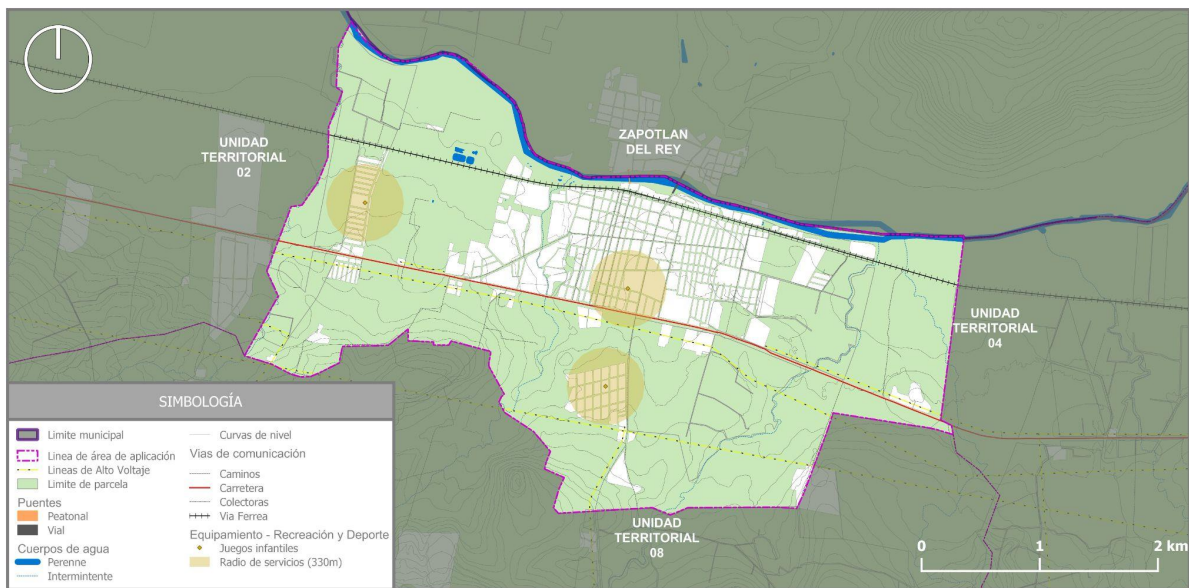 UNIDAD
TERRITORIAL
02
ZAPOTLAN
DEL REY
UNIDAD
TERRITORIAL
04
UNIDAD
TERRITORIAL
08
SIMBOLOGÍA
Limite municipal
Linea de área de aplicación
Lineas de Alto Voltaje
Limite de parcela
Puentes
Peatonal
Vial
Cuerpos de agua
Perenne
Intermintente
Curvas de nivel
Vias de comunicación
Caminos
Carretera
Colectoras
Via Ferrea
Equipamiento - Recreación y Deporte
Juegos infantiles
Radio de servicios (330m)
0 1 2 km